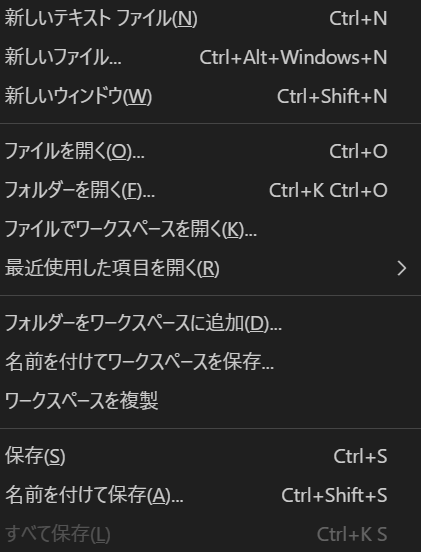 新しいテキスト ファイル(N) Ctrl+N
新しいファイル... Ctrl+Alt+Windows+N
新しいウィンドウ(W) Ctrl+Shift+N
ファイルを開く(O)... Ctrl+O
フォルダーを開く(F)... Ctrl+K Ctrl+O
ファイルでワークスペースを開く(K)...
最近使用した項目を開く(R)
フォルダーをワークスペースに追加(D)...
名前を付けてワークスペースを保存...
ワークスペースを複製
保存(S) Ctrl+S
名前を付けて保存(A)... Ctrl+Shift+S
すべて保存(L) Ctrl+K S